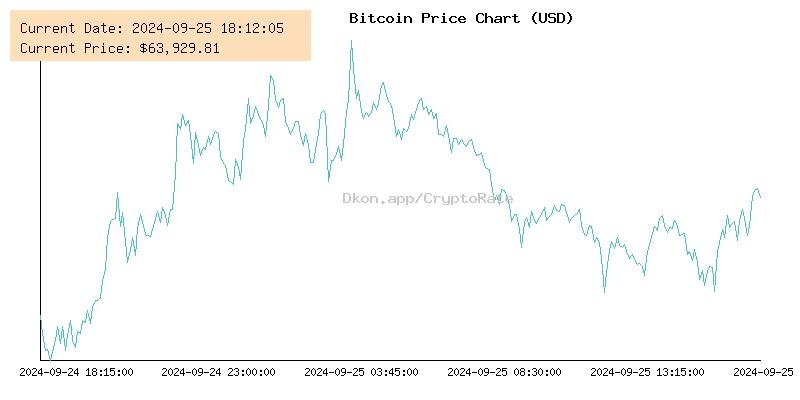 Bitcoin Price Chart (USD)
Current Date: 2024-09-25 18:12:05
Current Price: $63,929.81
Dkon.app/CryptoRate
2024-09-24 18:15:00 2024-09-24 23:00:00 2024-09-25 03:45:00 2024-09-25 08:30:00 2024-09-25 13:15:00 2024-09-25